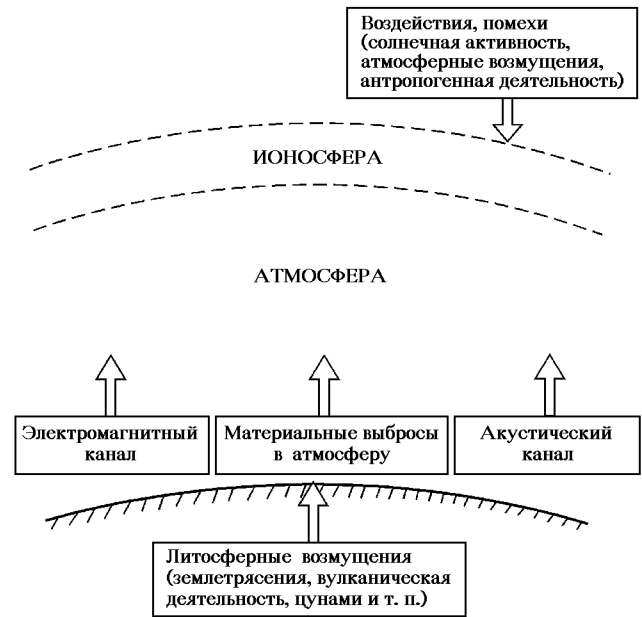 Воздействия, помехи
(солнечная активность,
атмосферные возмущения,
антропогенная деятельность)
ИОНОСФЕРА
АТМОСФЕРА
Электромагнитный
канал
Материальные выбросы
в атмосферу
Акустический
канал
Литосферные возмущения
(землетрясения, вулканическая
деятельность, цунами и т. п.)